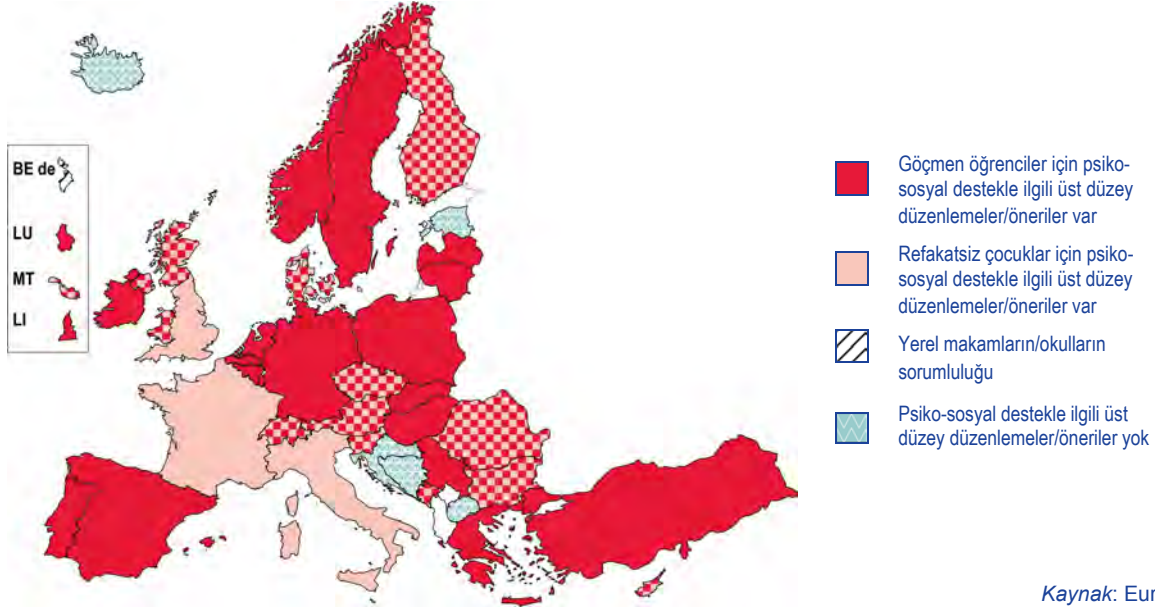 BE de
LU
MT
LI
Göçmen öğrenciler için psiko-
sosyal destekle ilgili üst düzey
düzenlemeler/öneriler var
Refakatsiz çocuklar için psiko-
sosyal destekle ilgili üst düzey
düzenlemeler/öneriler var
Yerel makamların/okulların
sorumluluğu
Psiko-sosyal destekle ilgili üst
düzey düzenlemeler/öneriler yok
Kaynak: Eur